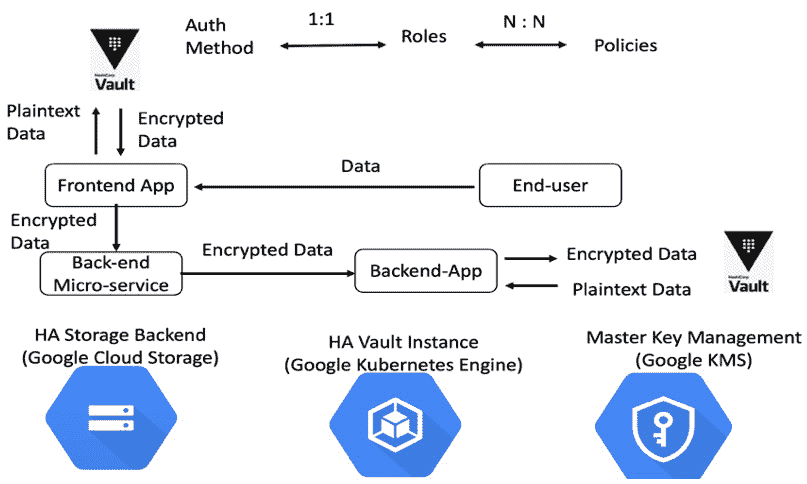 Auth
Method
1:1
Roles
N : N
Policies
HashiCorp
Vault
Plaintext
Data
Encrypted
Data
Frontend App
Data
End-user
Encrypted
Data
Back-end
Micro-service
Encrypted Data
Backend-App
Encrypted Data
Plaintext Data
HashiCorp
Vault
HA Storage Backend
(Google Cloud Storage)
HA Vault Instance
(Google Kubernetes Engine)
Master Key Management
(Google KMS)